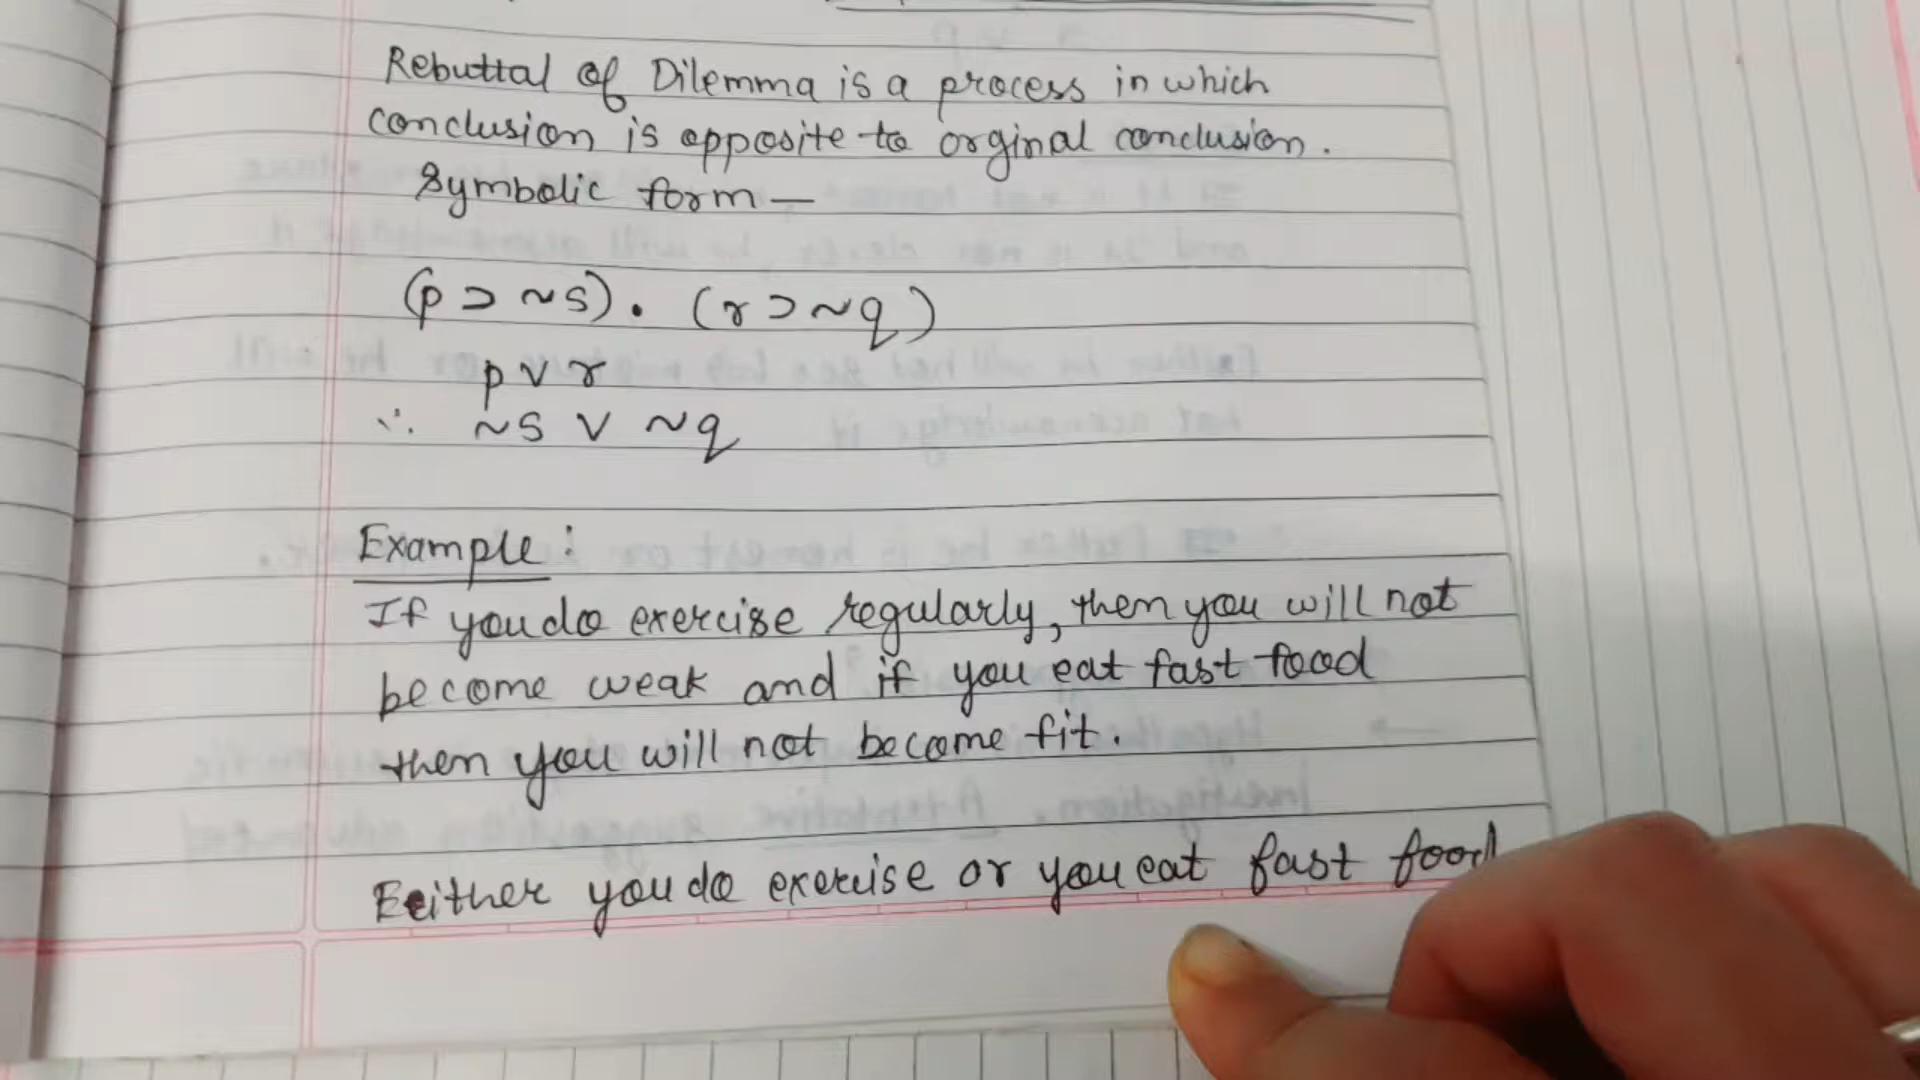 Rebuttal of Dilemma is a process in which
conclusion is opposite to orginal conclusion.
Symbolic form —
(p ⊃ ~s) . (r ⊃ ~q)
p v r
∴ ~s v ~q
Example :
If you do exercise regularly, then you will not
become weak and if you eat fast food
then you will not become fit.
Eeither you do exercise or you eat fast food